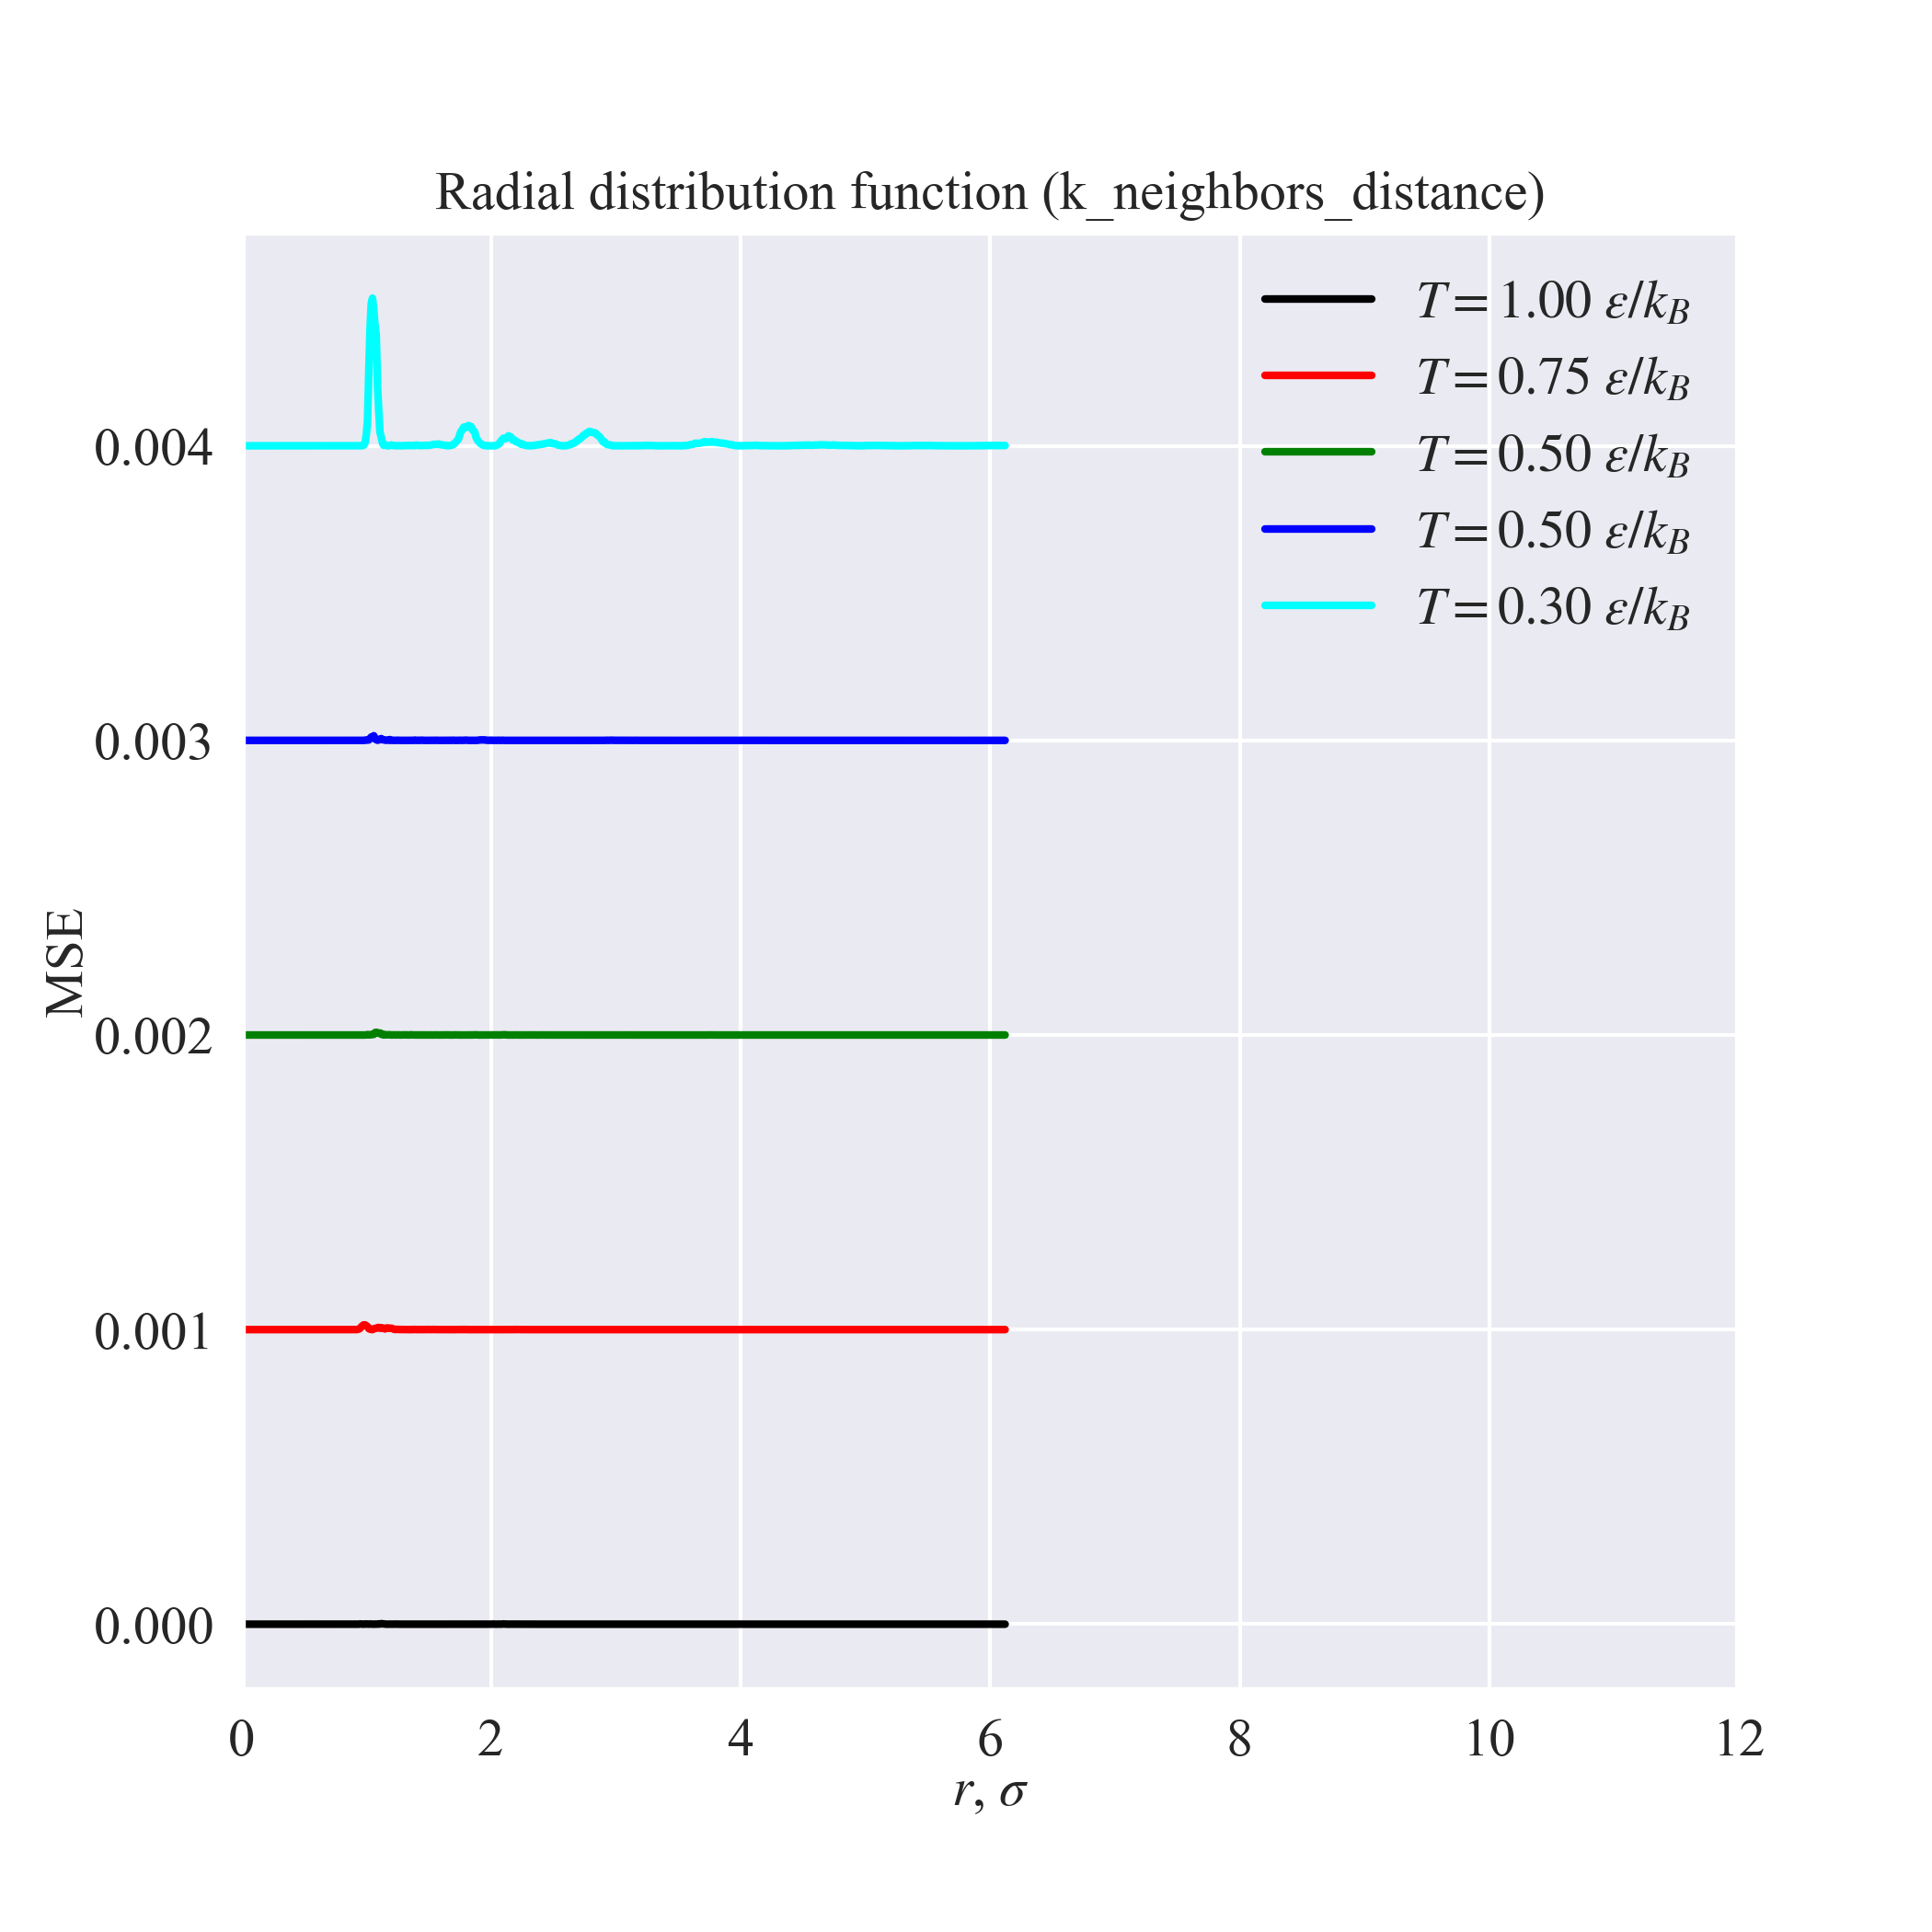 Radial distribution function (k_neighbors_distance)
T = 1.00 ε/k_B
T = 0.75 ε/k_B
T = 0.50 ε/k_B
T = 0.50 ε/k_B
T = 0.30 ε/k_B
0.004
0.003
0.002
0.001
0.000
MSE
0 2 4 6 8 10 12
r, σ